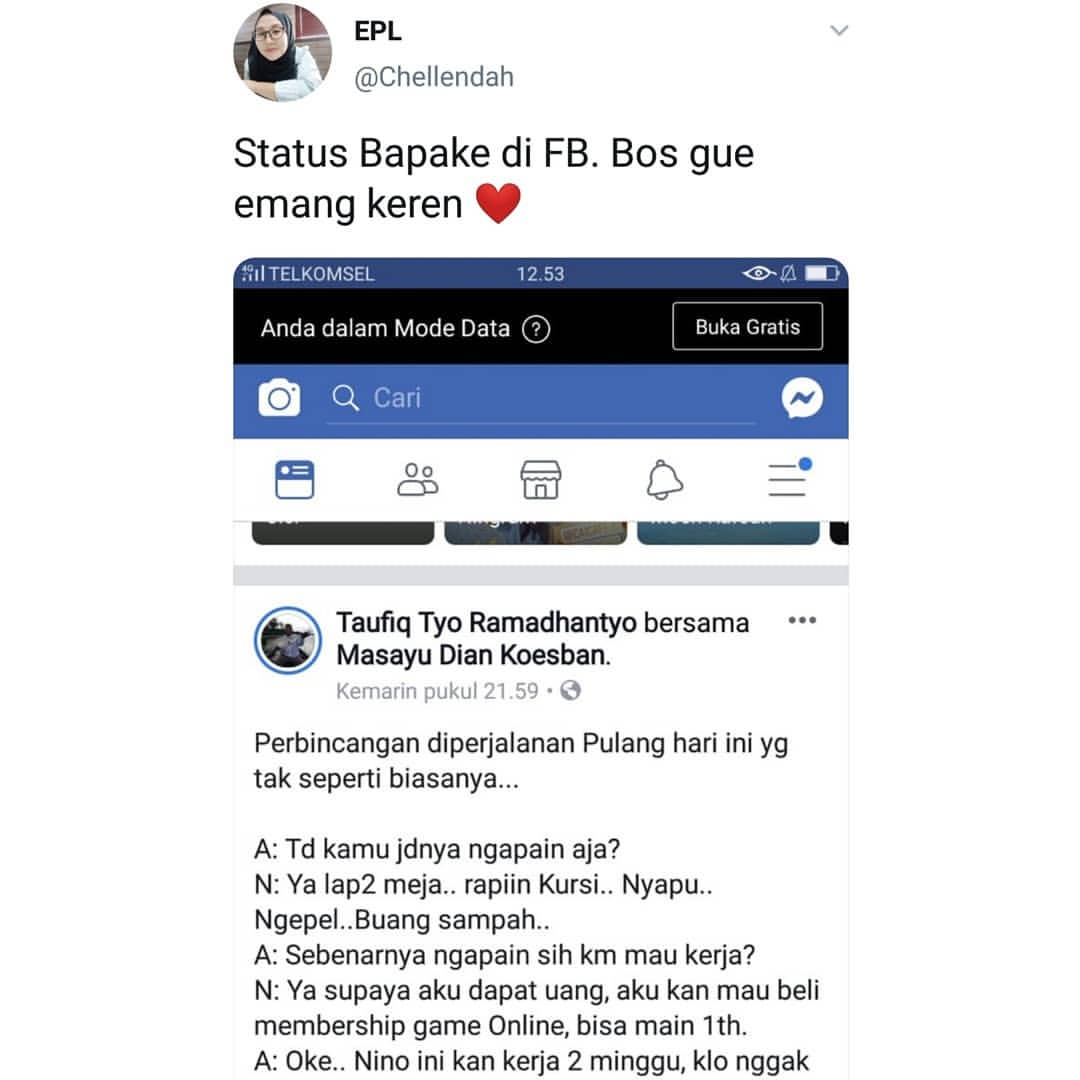 EPL
@Chellendah
Status Bapake di FB. Bos gue
emang keren ❤️
4G TELKOMSEL 12.53
Anda dalam Mode Data ? Buka Gratis
Cari
Taufiq Tyo Ramadhantyo bersama
Masayu Dian Koesban.
Kemarin pukul 21.59 •
Perbincangan diperjalanan Pulang hari ini yg
tak seperti biasanya...
A: Td kamu jdnya ngapain aja?
N: Ya lap2 meja.. rapiin Kursi.. Nyapu..
Ngepel..Buang sampah..
A: Sebenarnya ngapain sih km mau kerja?
N: Ya supaya aku dapat uang, aku kan mau beli
membership game Online, bisa main 1th.
A: Oke.. Nino ini kan kerja 2 minggu, klo nggak